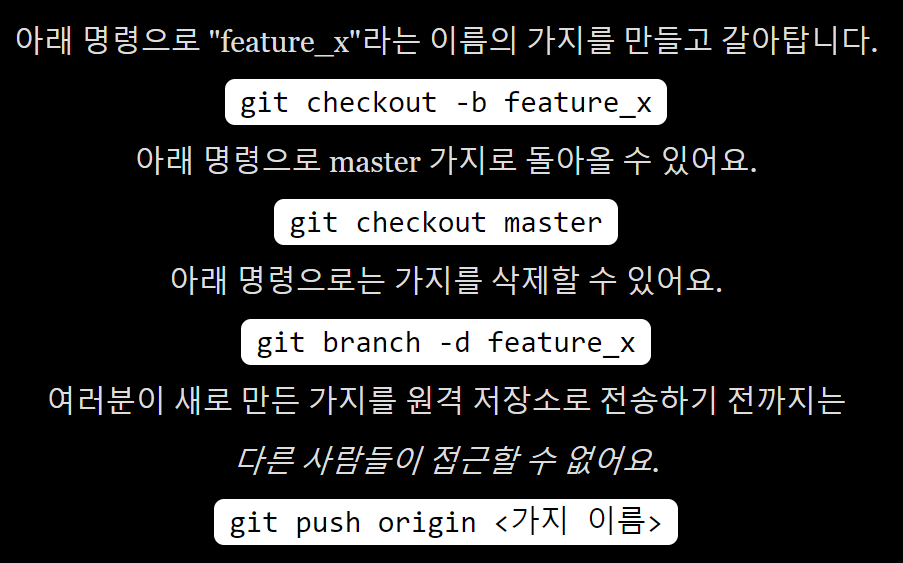 아래 명령으로 "feature_x"라는 이름의 가지를 만들고 갈아탑니다.
git checkout -b feature_x
아래 명령으로 master 가지로 돌아올 수 있어요.
git checkout master
아래 명령으로는 가지를 삭제할 수 있어요.
git branch -d feature_x
여러분이 새로 만든 가지를 원격 저장소로 전송하기 전까지는
다른 사람들이 접근할 수 없어요.
git push origin <가지 이름>